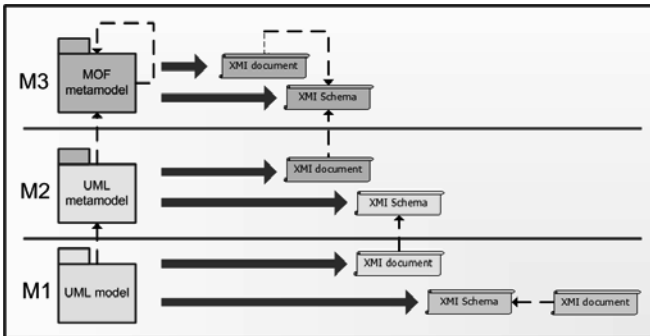 M3
MOF
metamodel
XMI document
XMI Schema
M2
UML
metamodel
XMI document
XMI Schema
M1
UML model
XMI document
XMI Schema
XMI document